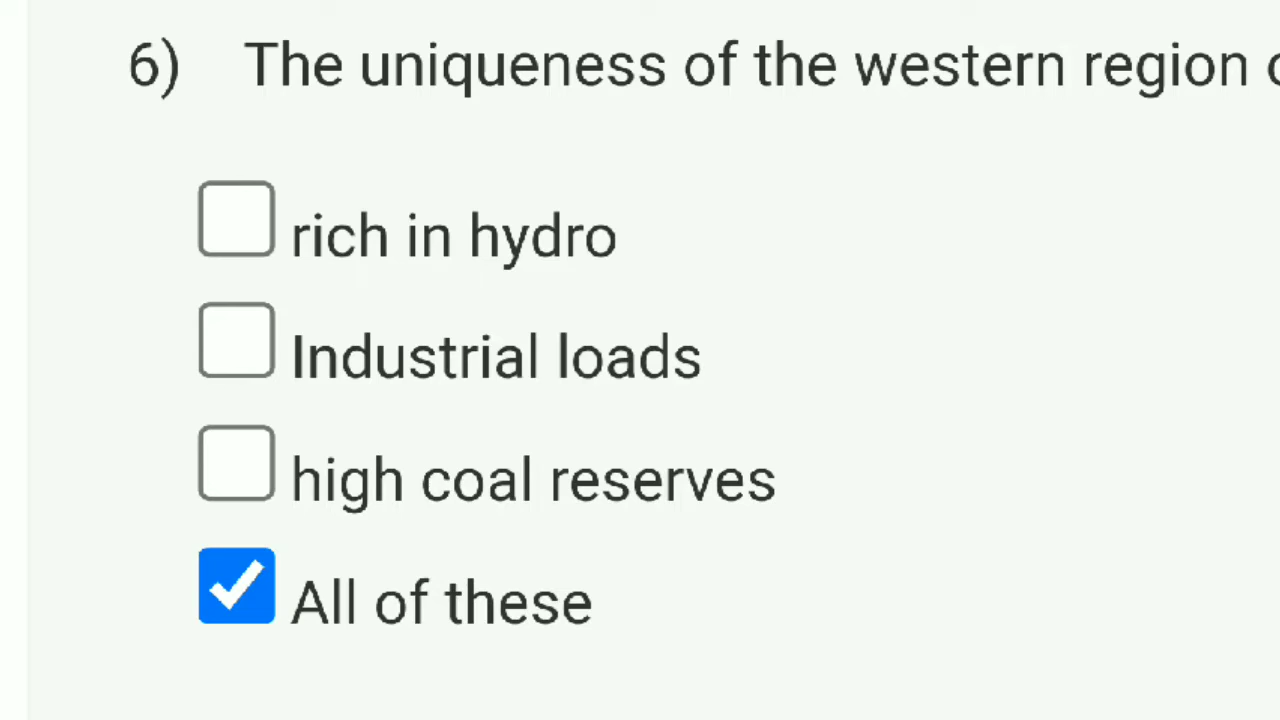 6) The uniqueness of the western region
rich in hydro
Industrial loads
high coal reserves
All of these